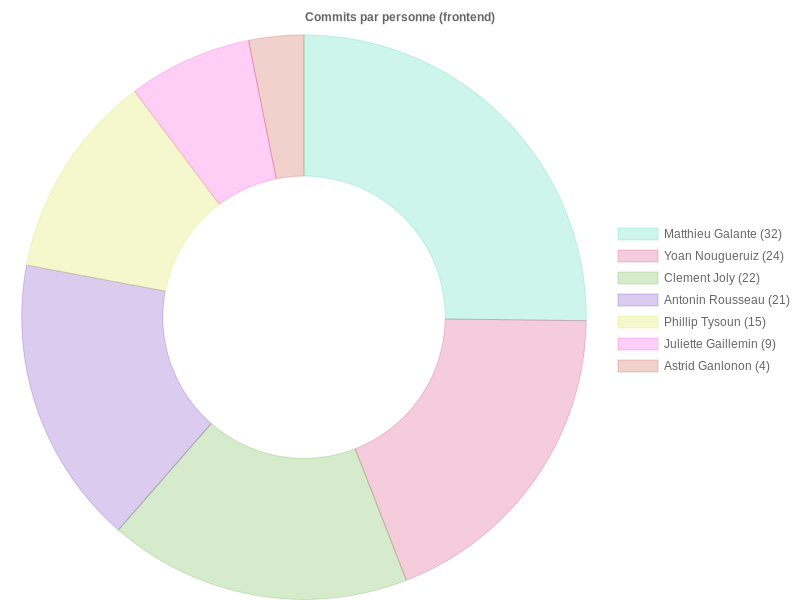 Commits par personne (frontend)
Matthieu Galante (32)
Yoan Nougueruiz (24)
Clement Joly (22)
Antonin Rousseau (21)
Phillip Tysoun (15)
Juliette Gaillemin (9)
Astrid Ganlonon (4)